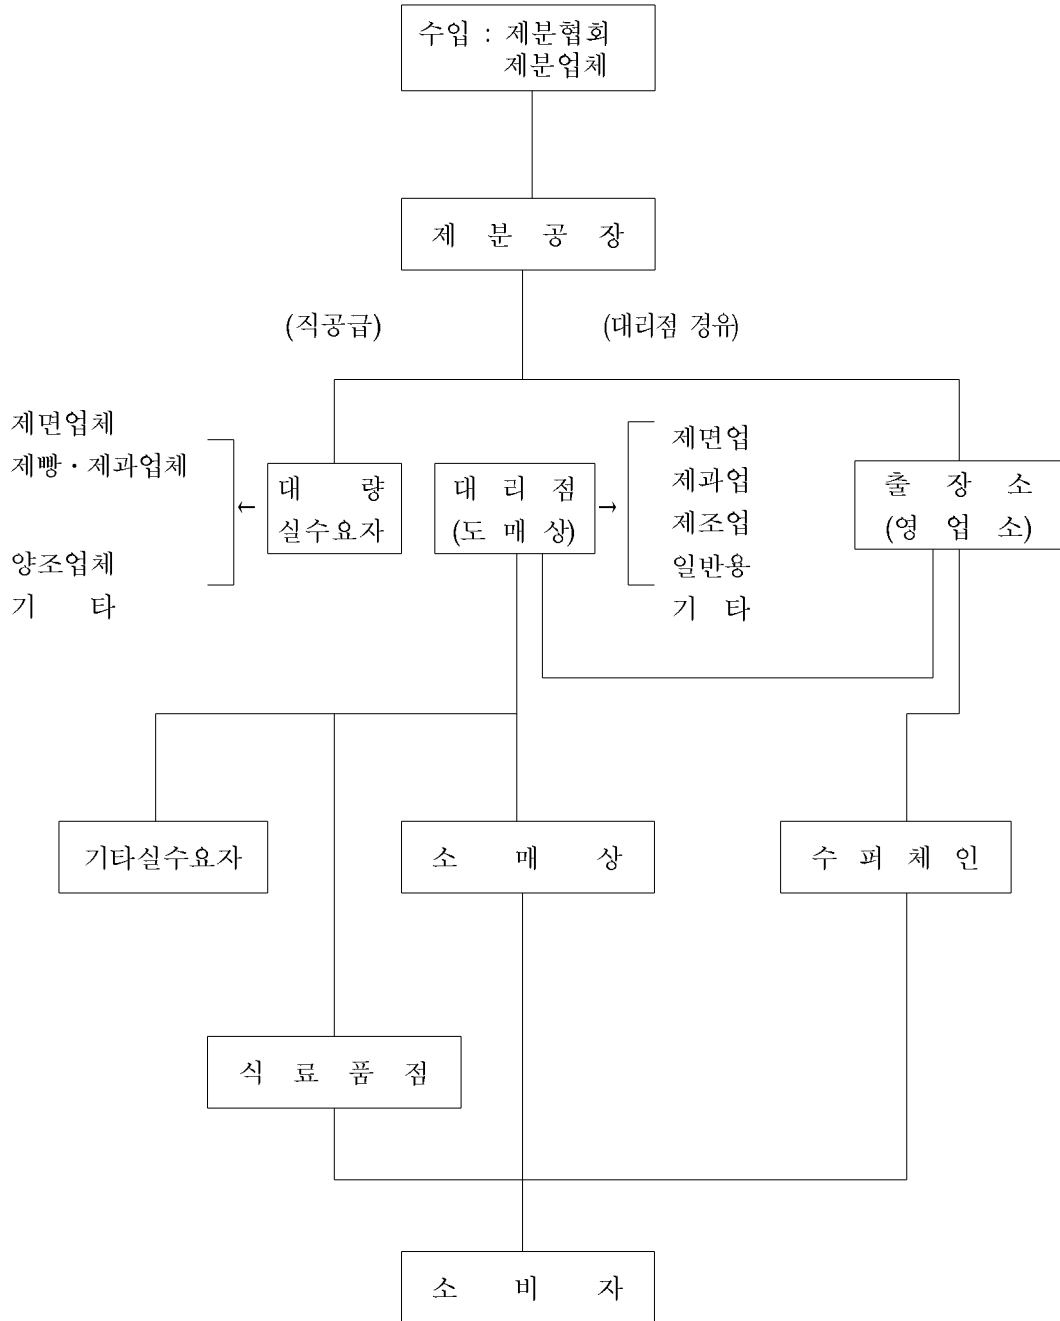 수입 : 제분협회
제분업체
제 분 공 장
(직공급)
(대리점 경유)
제면업체
제빵·제과업체
양조업체
기 타
대 량
실수요자
←
대 리 점
(도 매 상)
→
제면업
제과업
제조업
일반용
기 타
출 장 소
(영 업 소)
기타실수요자
소 매 상
수 퍼 체 인
식 료 품 점
소 비 자